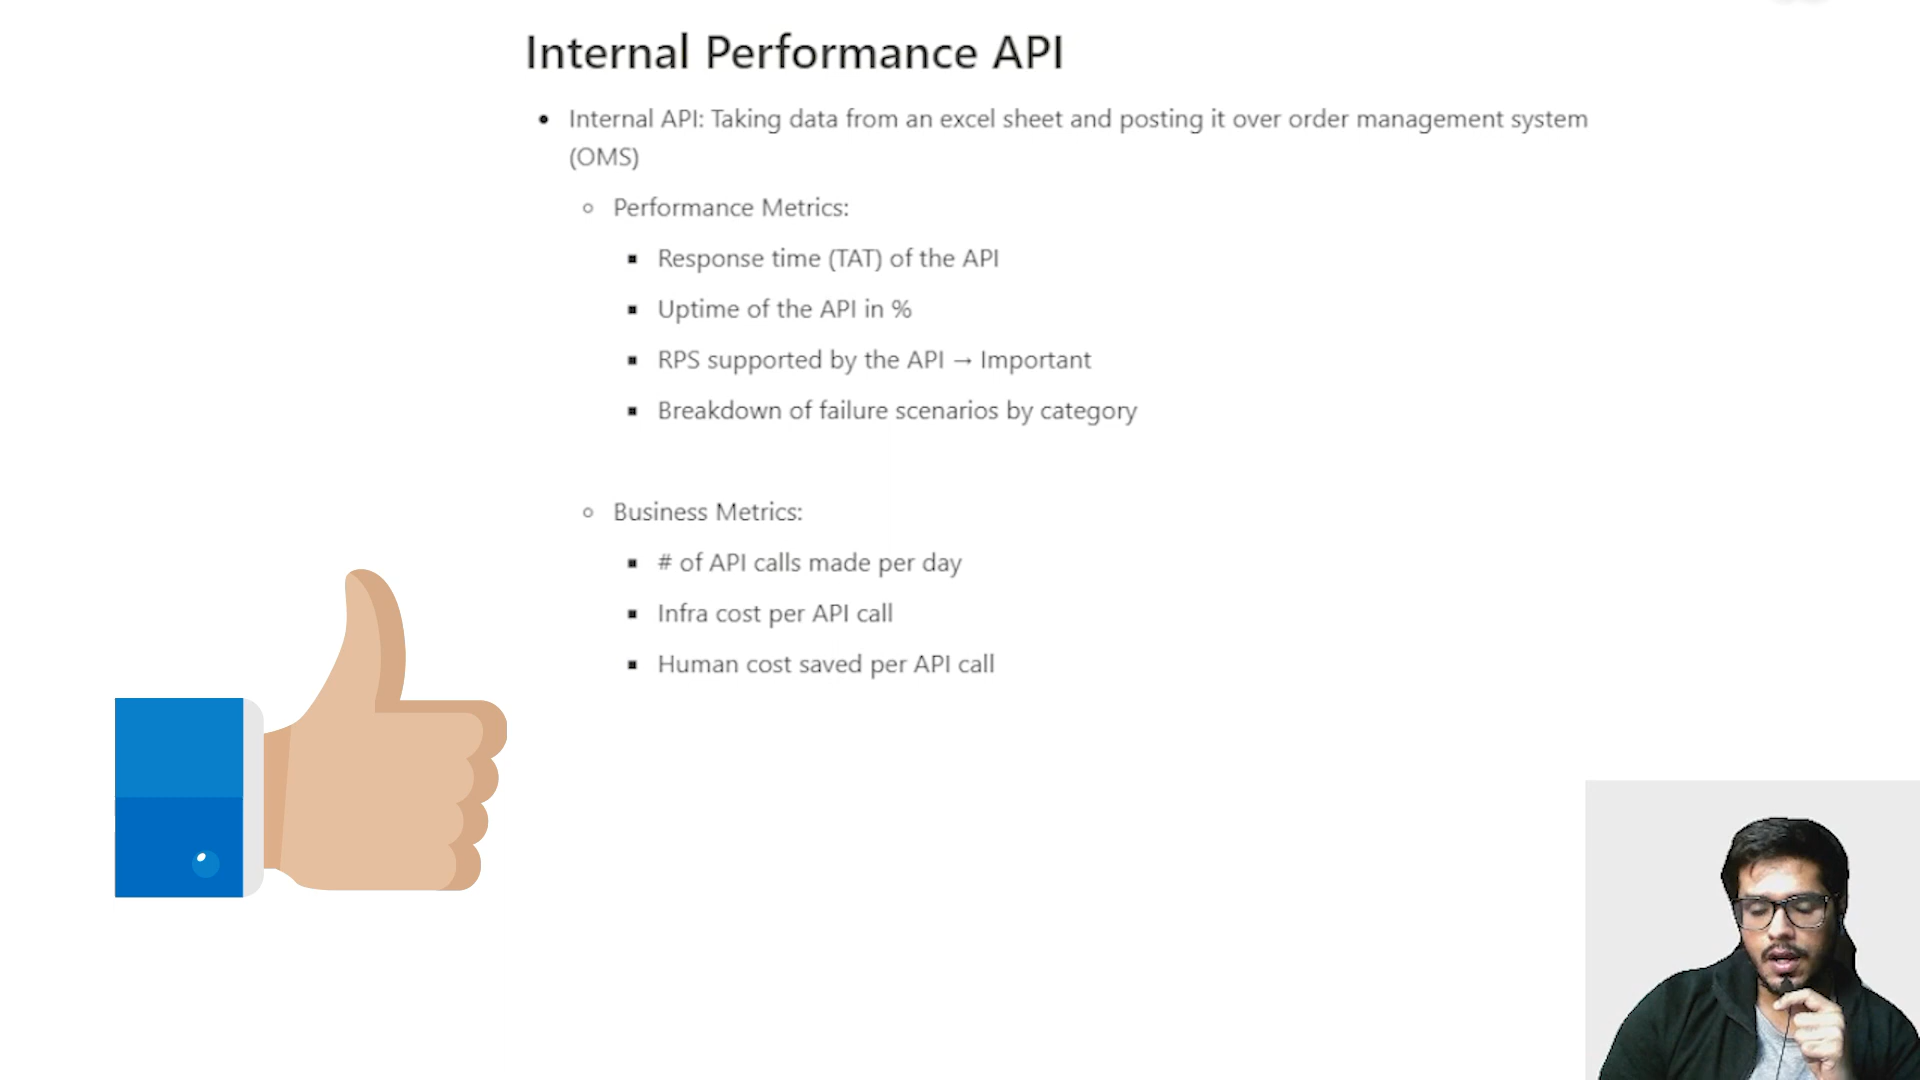 Internal Performance API
Internal API: Taking data from an excel sheet and posting it over order management system
(OMS)
Performance Metrics:
Response time (TAT) of the API
Uptime of the API in %
RPS supported by the API → Important
Breakdown of failure scenarios by category
Business Metrics:
# of API calls made per day
Infra cost per API call
Human cost saved per API call